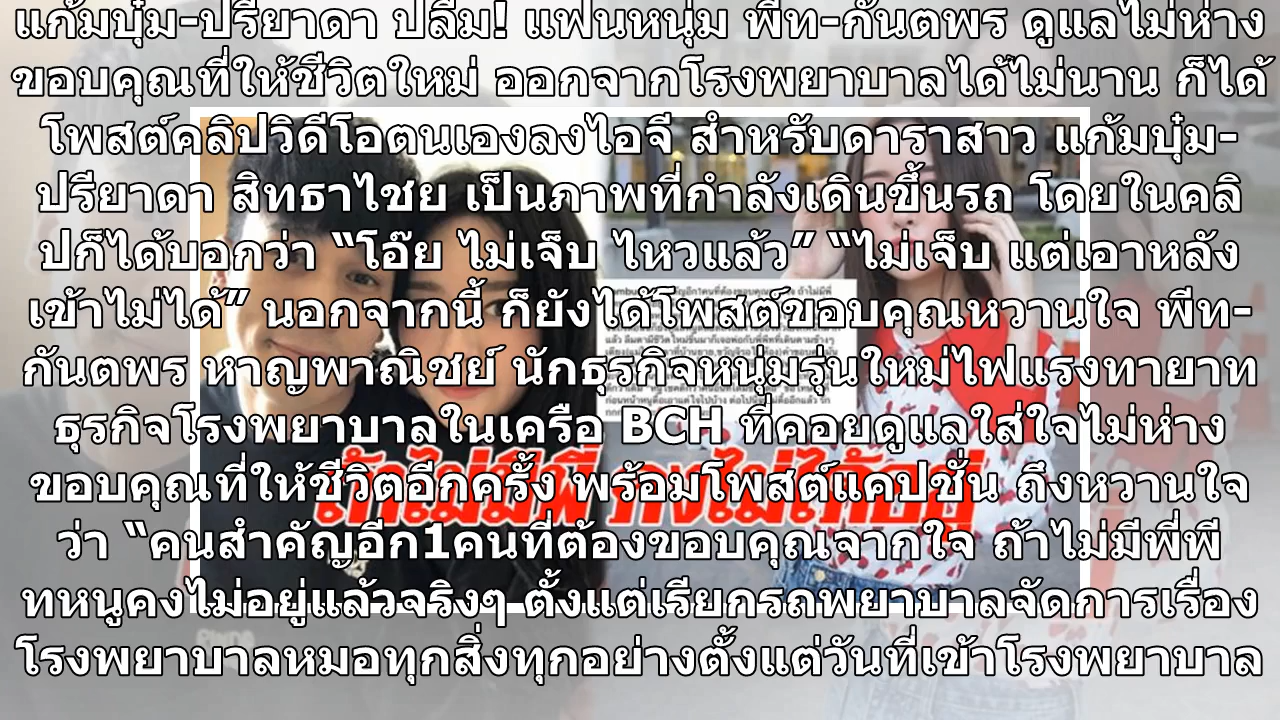 แก้มบุ๋ม-ปรียาดา ปลื้ม! แฟนหนุ่ม พีท-กันตพร ดูแลไม่ห่าง
ขอบคุณที่ให้ชีวิตใหม่ ออกจากโรงพยาบาลได้ไม่นาน ก็ได้
โพสต์คลิปวิดีโอตนเองลงไอจี สำหรับดาราสาว แก้มบุ๋ม-
ปรียาดา สิทธาไชย เป็นภาพที่กำลังเดินขึ้นรถ โดยในคลิ
ปก็ได้บอกว่า “โอ๊ย ไม่เจ็บ ไหวแล้ว” “ไม่เจ็บ แต่เอาหลัง
เข้าไม่ได้” นอกจากนี้ ก็ยังได้โพสต์ขอบคุณหวานใจ พีท-
กันตพร หาญพาณิชย์ นักธุรกิจหนุ่มรุ่นใหม่ไฟแรงทายาท
ธุรกิจโรงพยาบาลในเครือ BCH ที่คอยดูแลใส่ใจไม่ห่าง
ขอบคุณที่ให้ชีวิตอีกครั้ง พร้อมโพสต์แคปชั่น ถึงหวานใจ
ถ้าไม่มีพี่ คงไม่ได้อยู่
ว่า “คนสำคัญอีก1คนที่ต้องขอบคุณจากใจ ถ้าไม่มีพี่พี
ทหนูคงไม่อยู่แล้วจริงๆ ตั้งแต่เรียกรถพยาบาลจัดการเรื่อง
โรงพยาบาลหมอทุกสิ่งทุกอย่างตั้งแต่วันที่เข้าโรงพยาบาล